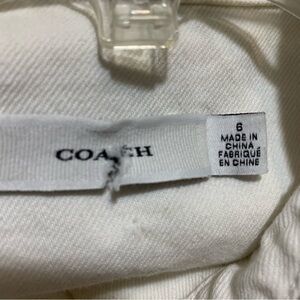 COACH
6
MADE IN
CHINA
FABRIQUÉ
EN CHINE